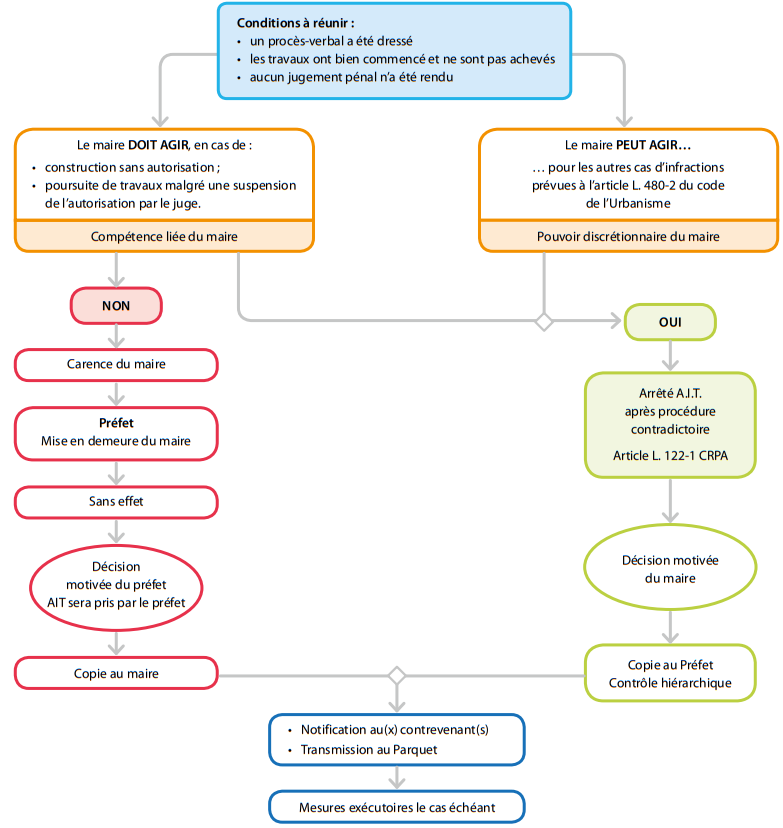 Conditions à réunir :
• un procès-verbal a été dressé
• les travaux ont bien commencé et ne sont pas achevés
• aucun jugement pénal n’a été rendu
Le maire DOIT AGIR, en cas de :
• construction sans autorisation ;
• poursuite de travaux malgré une suspension
de l’autorisation par le juge.
Compétence liée du maire
Le maire PEUT AGIR…
… pour les autres cas d’infractions
prévues à l’article L. 480-2 du code
de l’Urbanisme
Pouvoir discrétionnaire du maire
NON
Carence du maire
Préfet
Mise en demeure du maire
Sans effet
Décision
motivée du préfet
AIT sera pris par le préfet
Copie au maire
OUI
Arrêté A.I.T.
après procédure
contradictoire
Article L. 122-1 CRPA
Décision motivée
du maire
Copie au Préfet
Contrôle hiérarchique
• Notification au(x) contrevenant(s)
• Transmission au Parquet
Mesures exécutoires le cas échéant